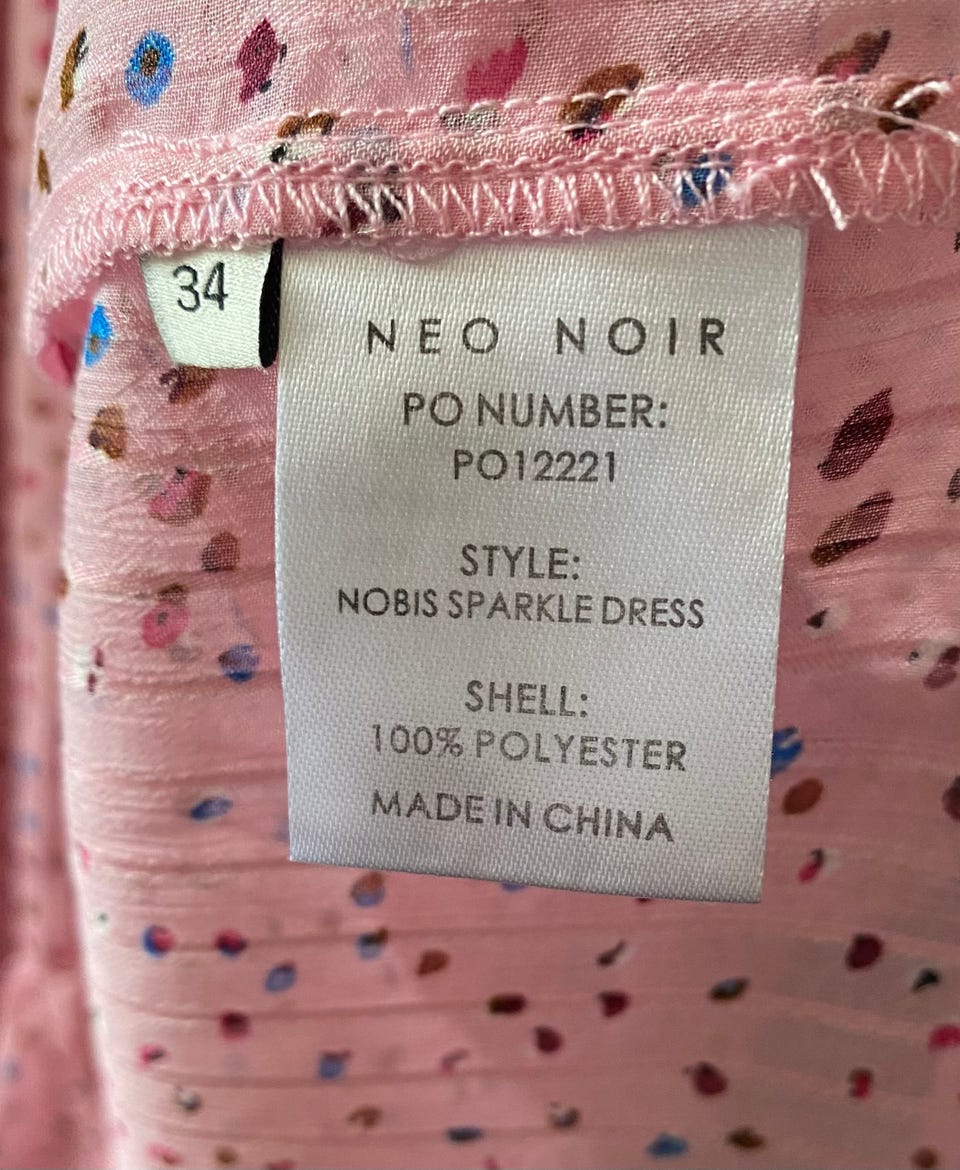 34
NEO NOIR
PO NUMBER:
PO12221
STYLE:
NOBIS SPARKLE DRESS
SHELL:
100% POLYESTER
MADE IN CHINA